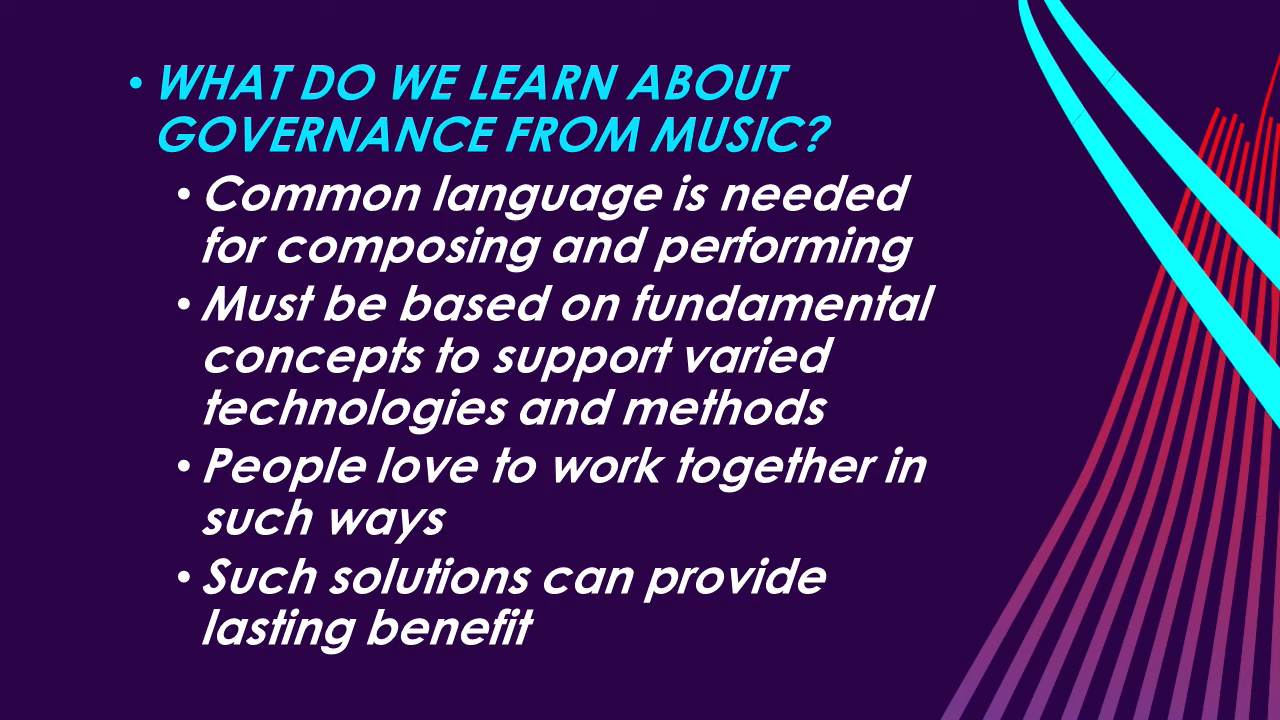 • WHAT DO WE LEARN ABOUT
GOVERNANCE FROM MUSIC?
• Common language is needed
for composing and performing
• Must be based on fundamental
concepts to support varied
technologies and methods
• People love to work together in
such ways
• Such solutions can provide
lasting benefit